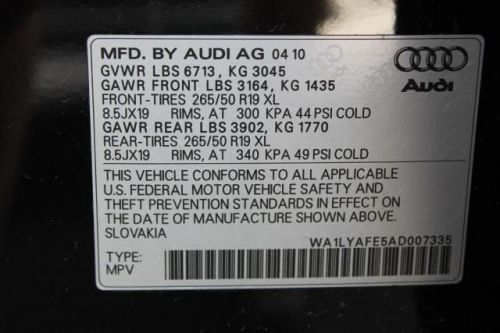 MFD. BY AUDI AG 04 10
GVWR LBS 6713, KG 3045
GAWR FRONT LBS 3164, KG 1435
FRONT-TIRES 265/50 R19 XL
8.5JX19 RIMS, AT 300 KPA 44 PSI COLD
GAWR REAR LBS 3902, KG 1770
REAR-TIRES 265/50 R19 XL
8.5JX19 RIMS, AT 340 KPA 49 PSI COLD
Audi
THIS VEHICLE CONFORMS TO ALL APPLICABLE
U.S. FEDERAL MOTOR VEHICLE SAFETY AND
THEFT PREVENTION STANDARDS IN EFFECT ON
THE DATE OF MANUFACTURE SHOWN ABOVE.
SLOVAKIA
WA1LYAFE5AD007335
TYPE:
MPV